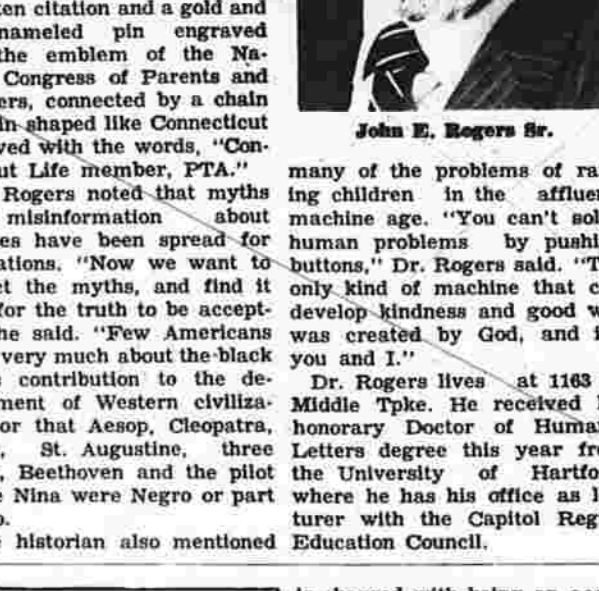 ten citation and a gold and
nameled pin engraved
the emblem of the Na-
Congress of Parents and
ers, connected by a chain
in shaped like Connecticut
ved with the words, "Con-
ut Life member, PTA."
Rogers noted that myths
misinformation about
es have been spread for
ations. "Now we want to
ct the myths, and find it
for the truth to be accept-
he said. "Few Americans
very much about the black
contribution to the de-
ment of Western civiliza-
or that Aesop, Cleopatra,
St. Augustine, three
, Beethoven and the pilot
e Nina were Negro or part
o.
historian also mentioned
John E. Rogers Sr.
many of the problems of ra
ing children in the affluen
machine age. "You can't sol
human problems by pushi
buttons," Dr. Rogers said. "T
only kind of machine that c
develop kindness and good w
was created by God, and i
you and I."
Dr. Rogers lives at 1163
Middle Tpke. He received
honorary Doctor of Huma
Letters degree this year fr
the University of Hartfo
where he has his office as l
turer with the Capitol Reg
Education Council.